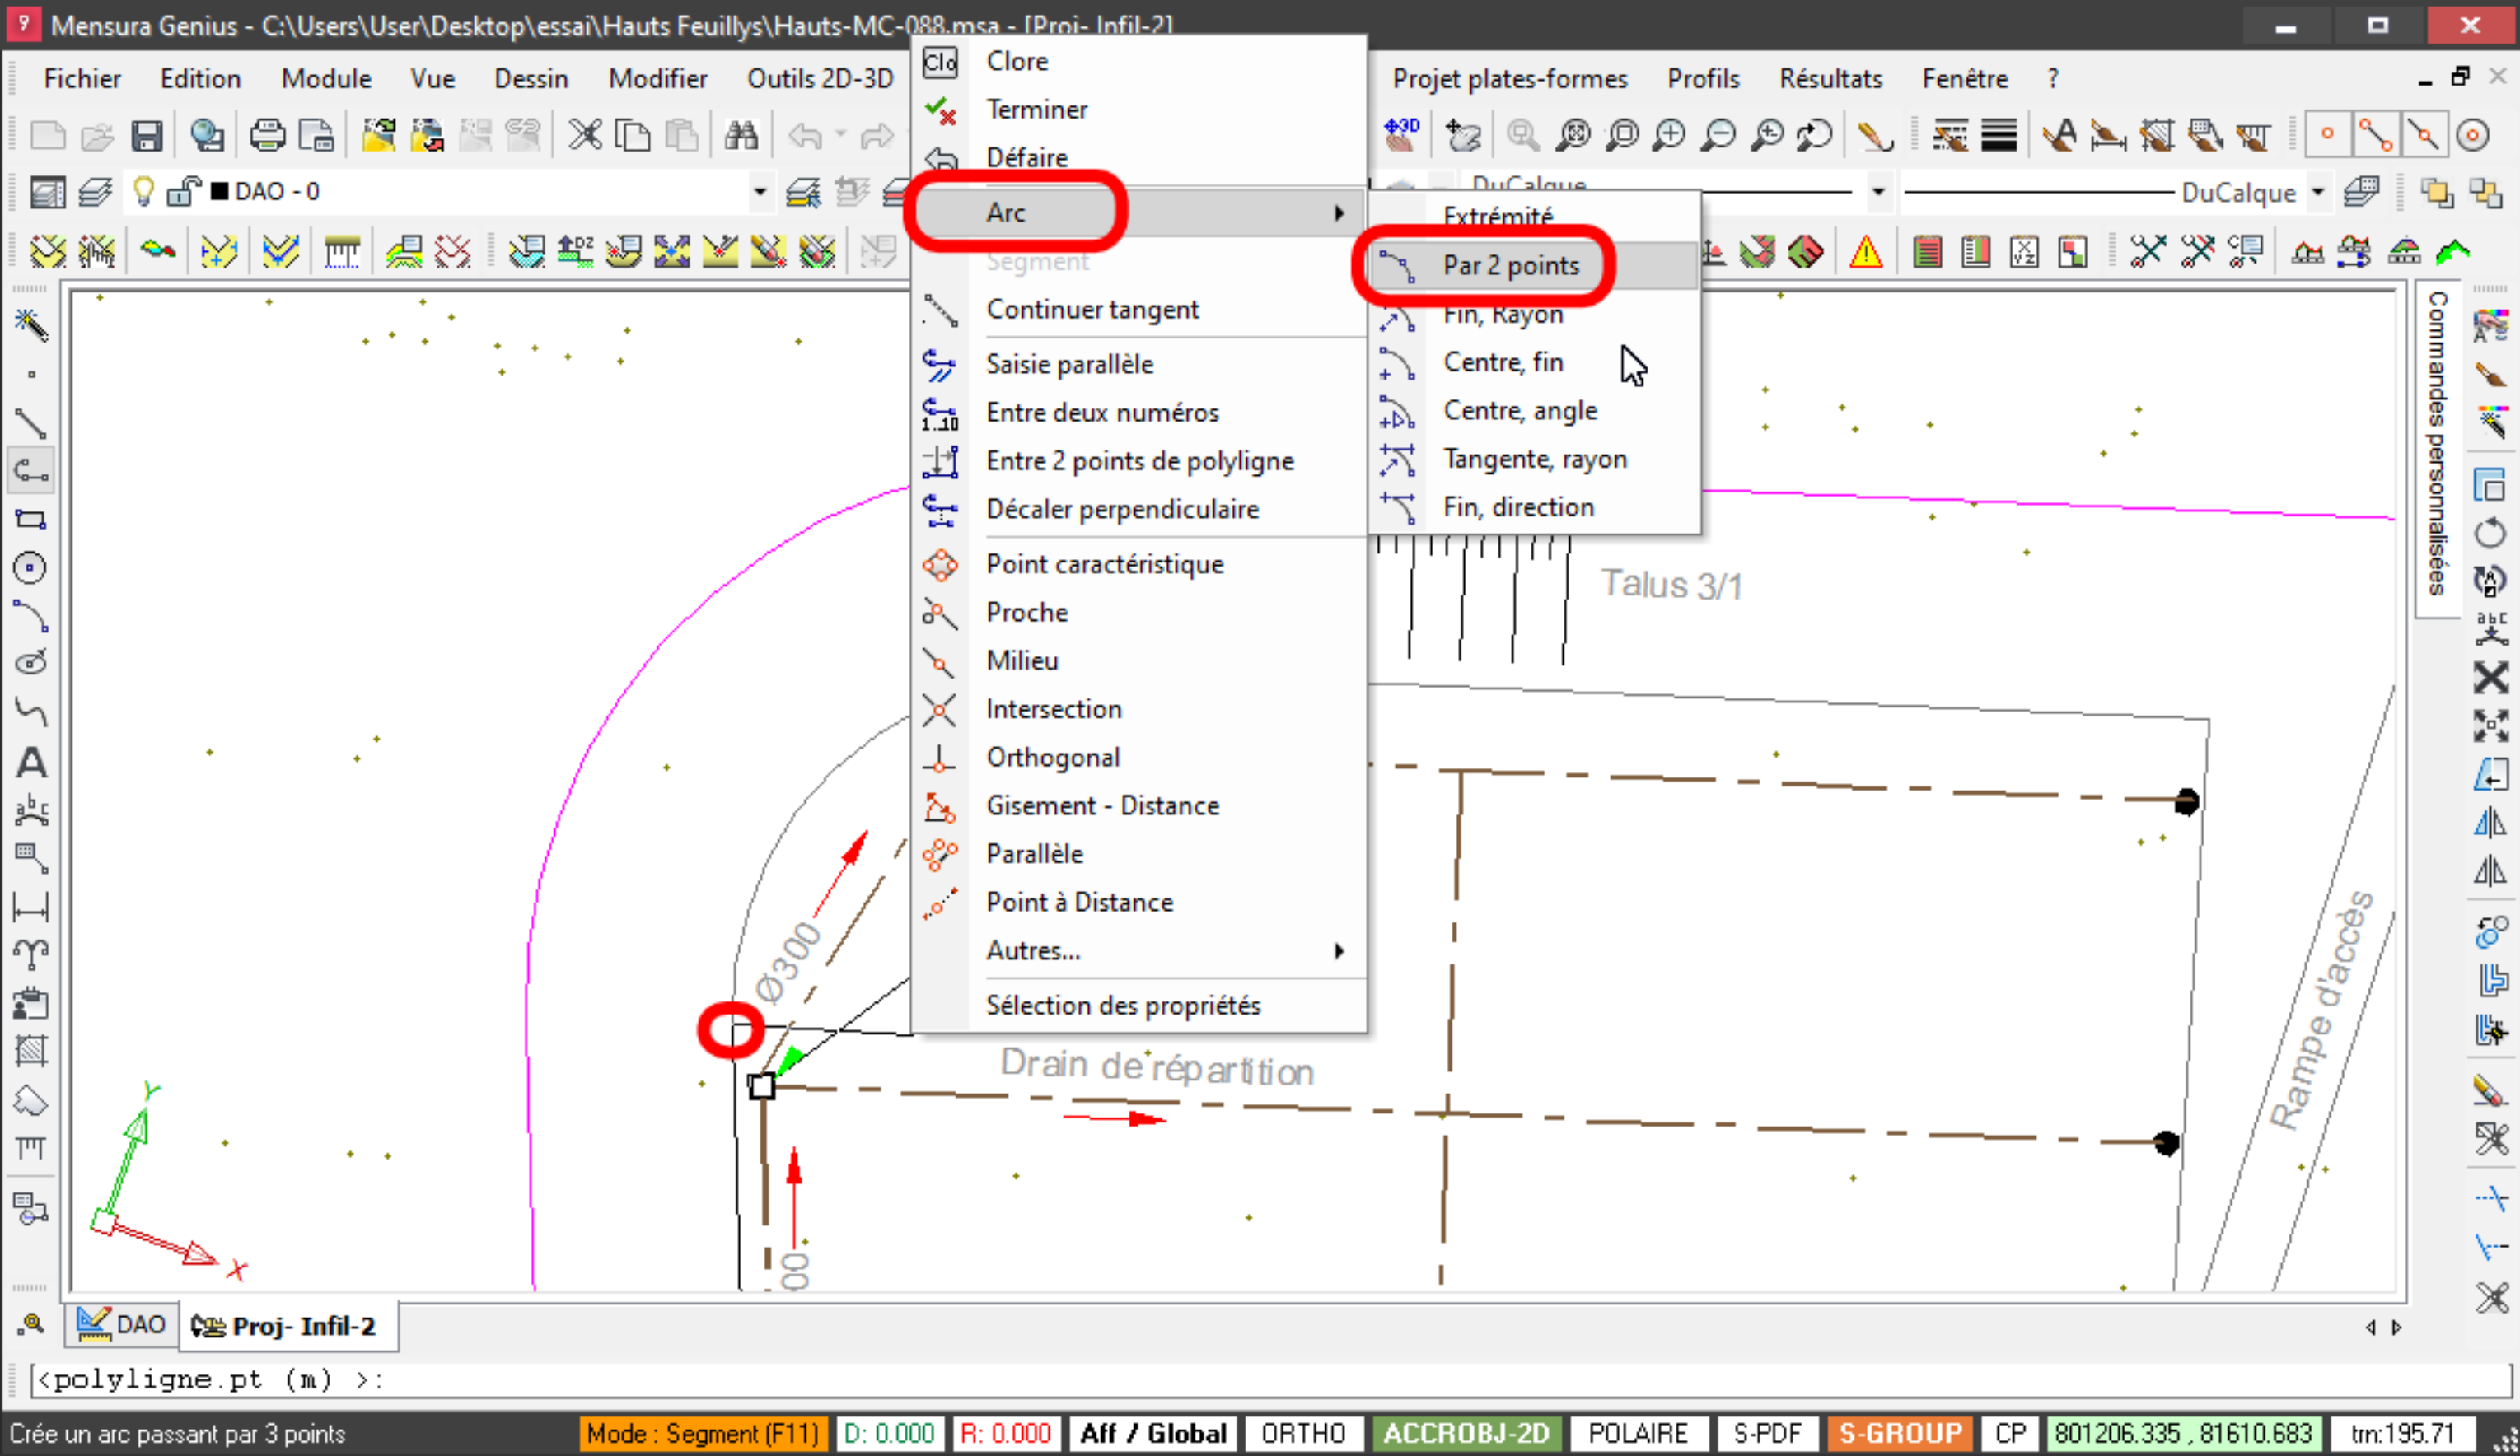 Mensura Genius - C:\Users\User\Desktop\essai\Hauts Feuillys\Hauts-MC-088.msa - [Proj- Infil-2]
Fichier Edition Module Vue Dessin Modifier Outils 2D-3D Projet plates-formes Profils Résultats Fenêtre ?
DAO - 0
DuCalque
DuCalque
Clo Clore
Terminer
Défaire
Arc
Segment
Continuer tangent
Saisie parallèle
1..10 Entre deux numéros
Entre 2 points de polyligne
Décaler perpendiculaire
Point caractéristique
Proche
Milieu
Intersection
Orthogonal
Gisement - Distance
Parallèle
Point à Distance
Autres...
Sélection des propriétés
Extrémité
Par 2 points
Fin, Rayon
Centre, fin
Centre, angle
Tangente, rayon
Fin, direction
Commandes personnalisées
Talus 3/1
Ø300
Drain de répartition
Rampe d'accès
00
Y
X
DAO Proj- Infil-2
<polyligne.pt (m) >:
Crée un arc passant par 3 points Mode : Segment (F11) D: 0.000 R: 0.000 Aff / Global ORTHO ACCROBJ-2D POLAIRE S-PDF S-GROUP CP 801206.335 , 81610.683 trn:195.71